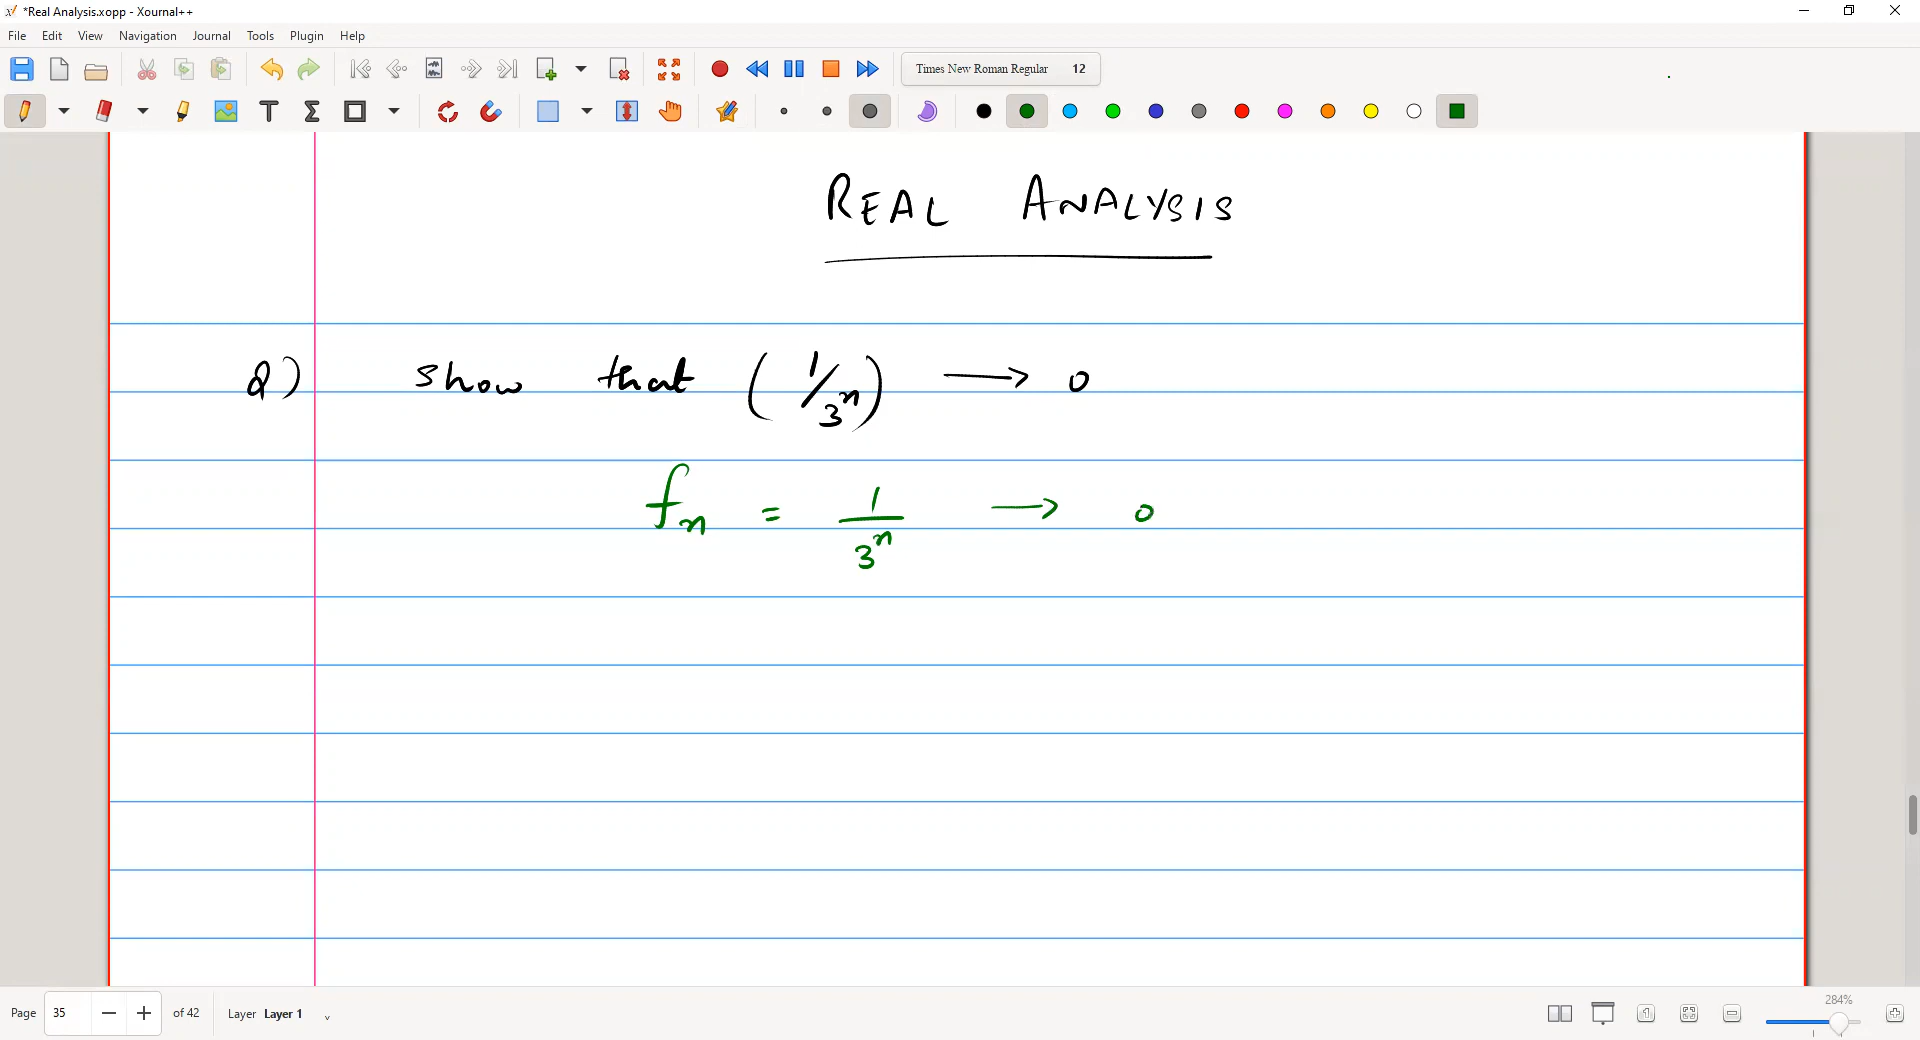 *Real Analysis.xopp - Xournal++
File Edit View Navigation Journal Tools Plugin Help
Times New Roman Regular 12
REAL ANALYSIS
Q) Show that (1/3^n) → 0
f_n = 1/3^n → 0
Page 35 of 42 Layer Layer 1 284%